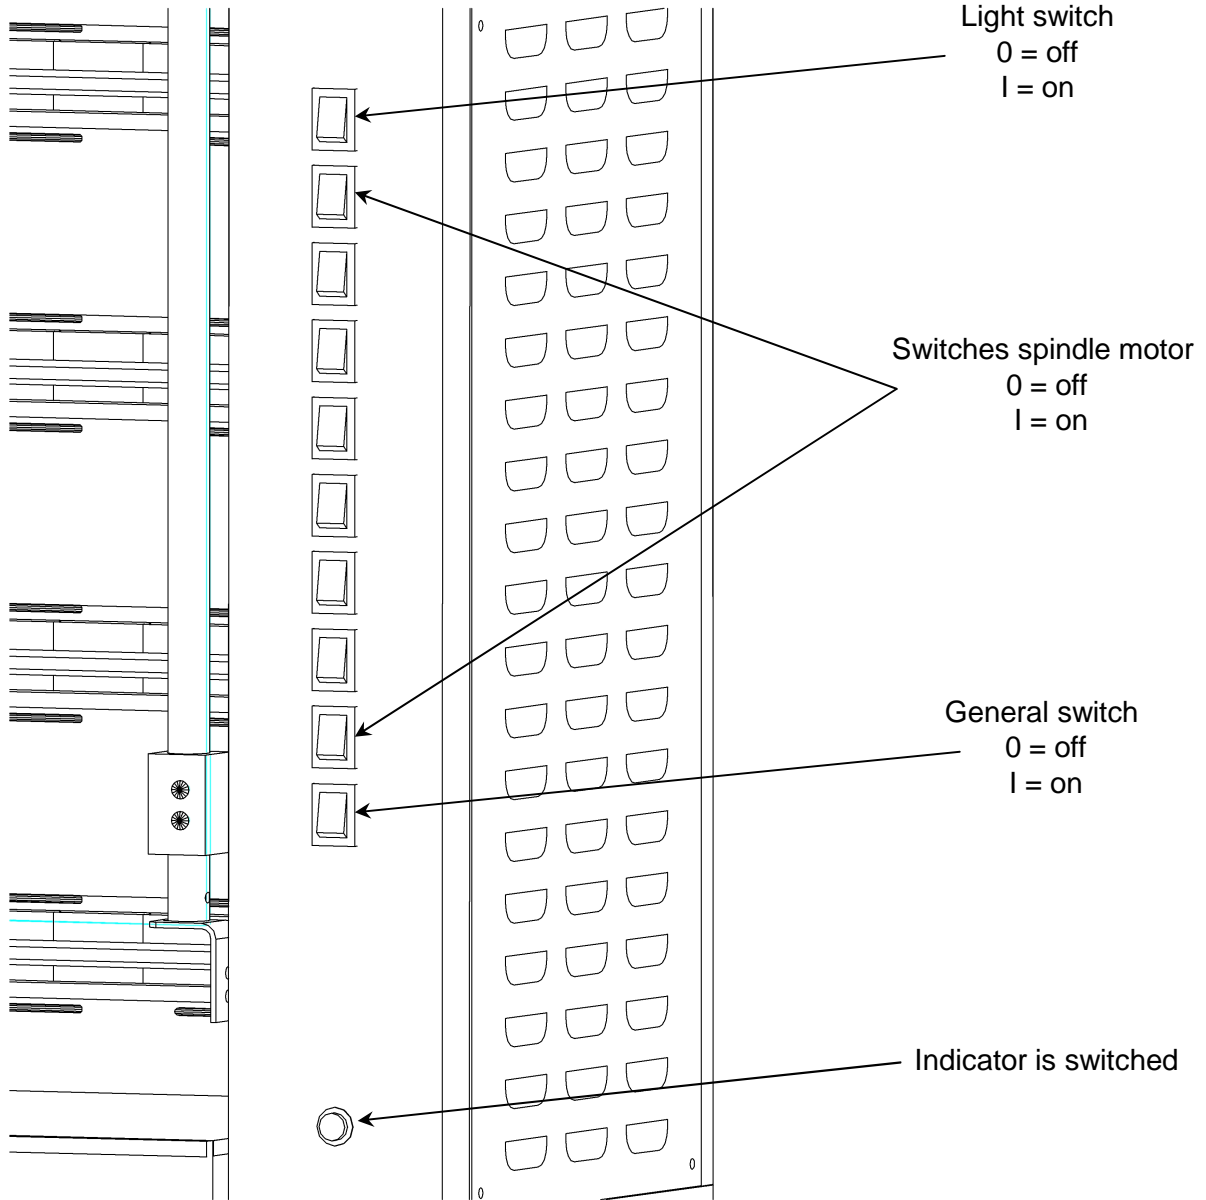 Light switch
0 = off
I = on
Switches spindle motor
0 = off
I = on
General switch
0 = off
I = on
Indicator is switched